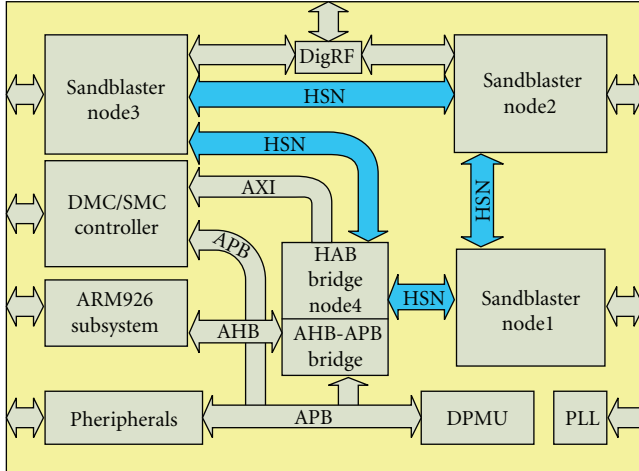 DigRF
Sandblaster
node3
HSN
Sandblaster
node2
HSN
AXI
DMC/SMC
controller
APB
HSN
HAB
bridge
node4
HSN
Sandblaster
node1
ARM926
subsystem
AHB
AHB-APB
bridge
Pheripherals
APB
DPMU
PLL